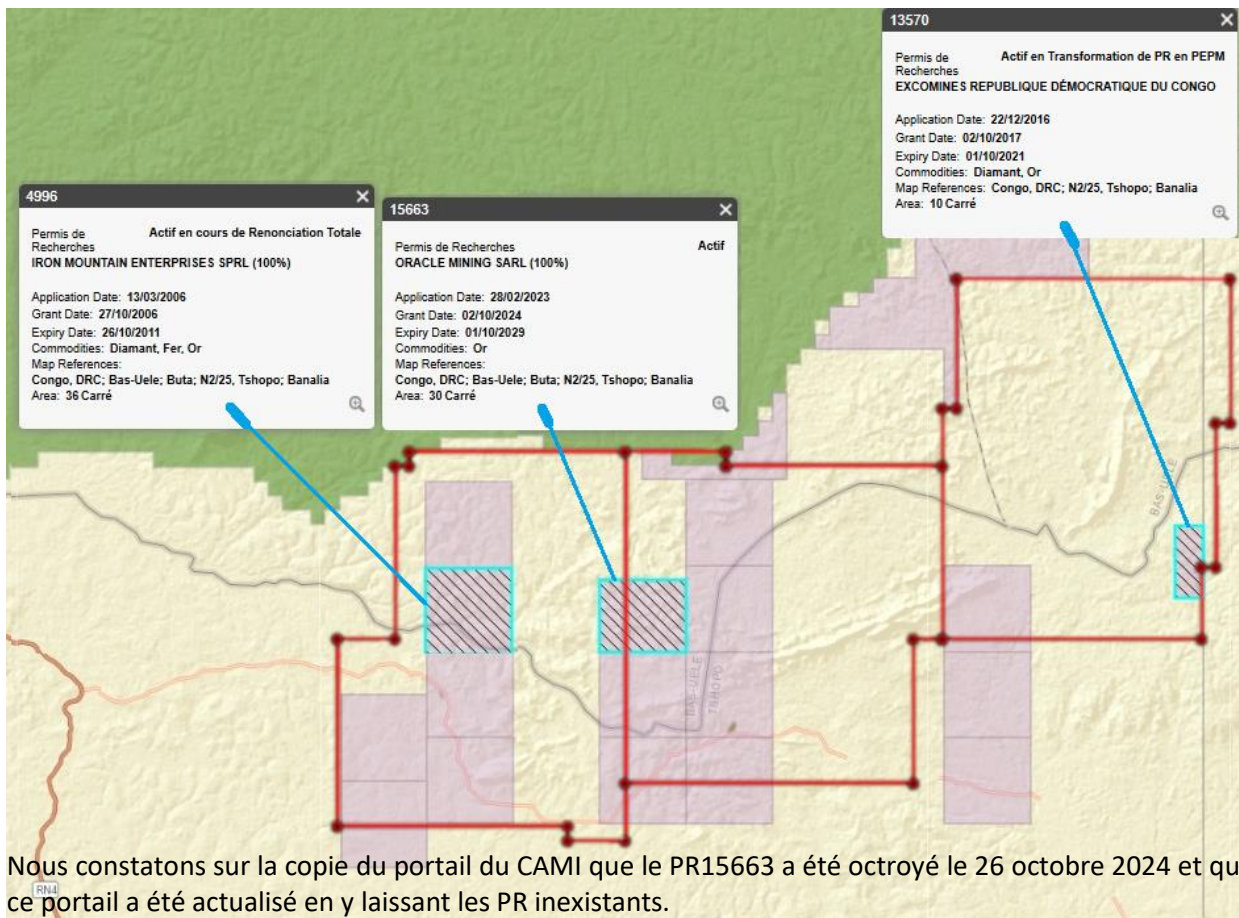 13570
Permis de Recherches
Actif en Transformation de PR en PEPM
EXCOMINES REPUBLIQUE DÉMOCRATIQUE DU CONGO
Application Date: 22/12/2016
Grant Date: 02/10/2017
Expiry Date: 01/10/2021
Commodities: Diamant, Or
Map References: Congo, DRC; N2/25, Tshopo; Banalia
Area: 10 Carré
4996
Permis de Recherches
Actif en cours de Renonciation Totale
IRON MOUNTAIN ENTERPRISES SPRL (100%)
Application Date: 13/03/2006
Grant Date: 27/10/2006
Expiry Date: 26/10/2011
Commodities: Diamant, Fer, Or
Map References:
Congo, DRC; Bas-Uele; Buta; N2/25, Tshopo; Banalia
Area: 36 Carré
15663
Permis de Recherches
Actif
ORACLE MINING SARL (100%)
Application Date: 28/02/2023
Grant Date: 02/10/2024
Expiry Date: 01/10/2029
Commodities: Or
Map References:
Congo, DRC; Bas-Uele; Buta; N2/25, Tshopo; Banalia
Area: 30 Carré
BAS-UELE
BAS-UELE
TSHOPO
Nous constatons sur la copie du portail du CAMI que le PR15663 a été octroyé le 26 octobre 2024 et qu
RN4
ce portail a été actualisé en y laissant les PR inexistants.